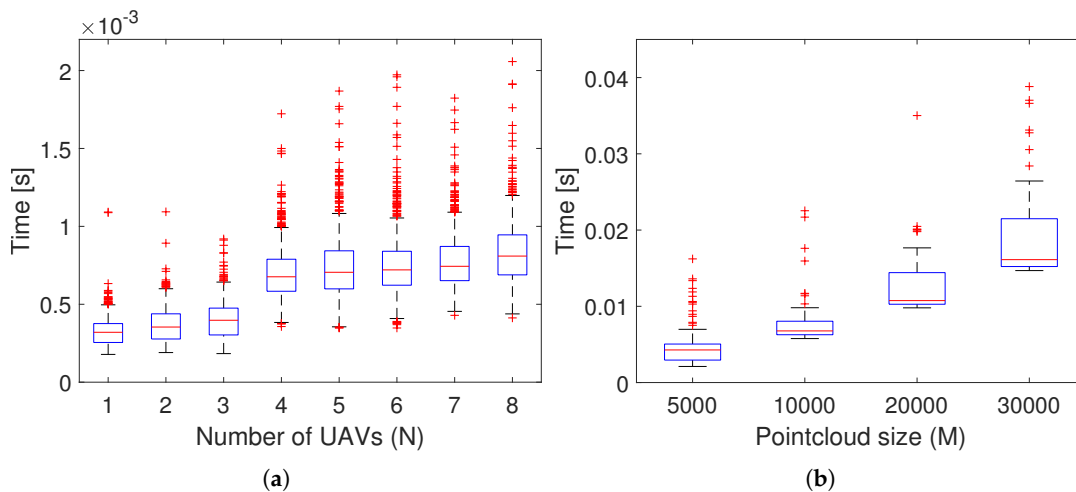 ×10⁻³
2
1.5
1
0.5
0
Time [s]
1 2 3 4 5 6 7 8
Number of UAVs (N)
(a)
0.04
0.03
0.02
0.01
0
Time [s]
5000 10000 20000 30000
Pointcloud size (M)
(b)